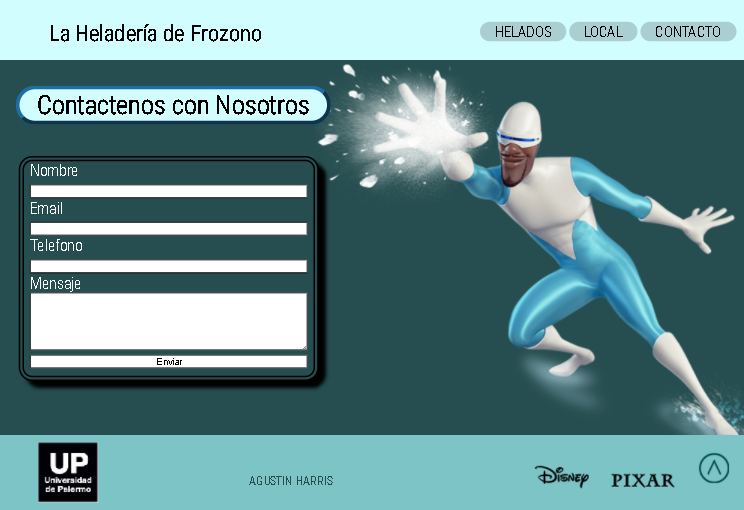 La Heladería de Frozono
HELADOS
LOCAL
CONTACTO
Contactenos con Nosotros
Nombre
Email
Telefono
Mensaje
Enviar
UP
Universidad
de Palermo
AGUSTIN HARRIS
Disney
PIXAR